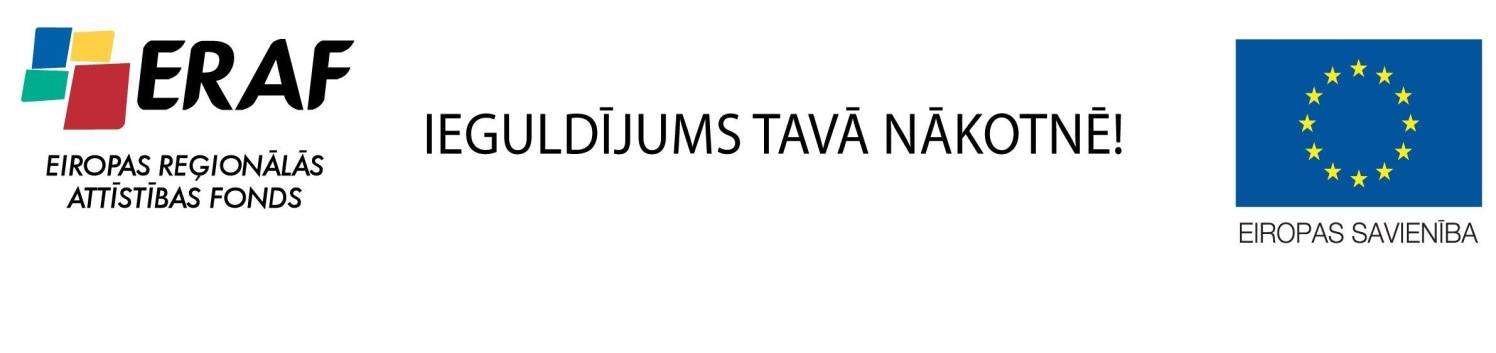 ERAF
EIROPAS REĢIONĀLĀS
ATTĪSTĪBAS FONDS
IEGULDĪJUMS TAVĀ NĀKOTNĒ!
EIROPAS SAVIENĪBA